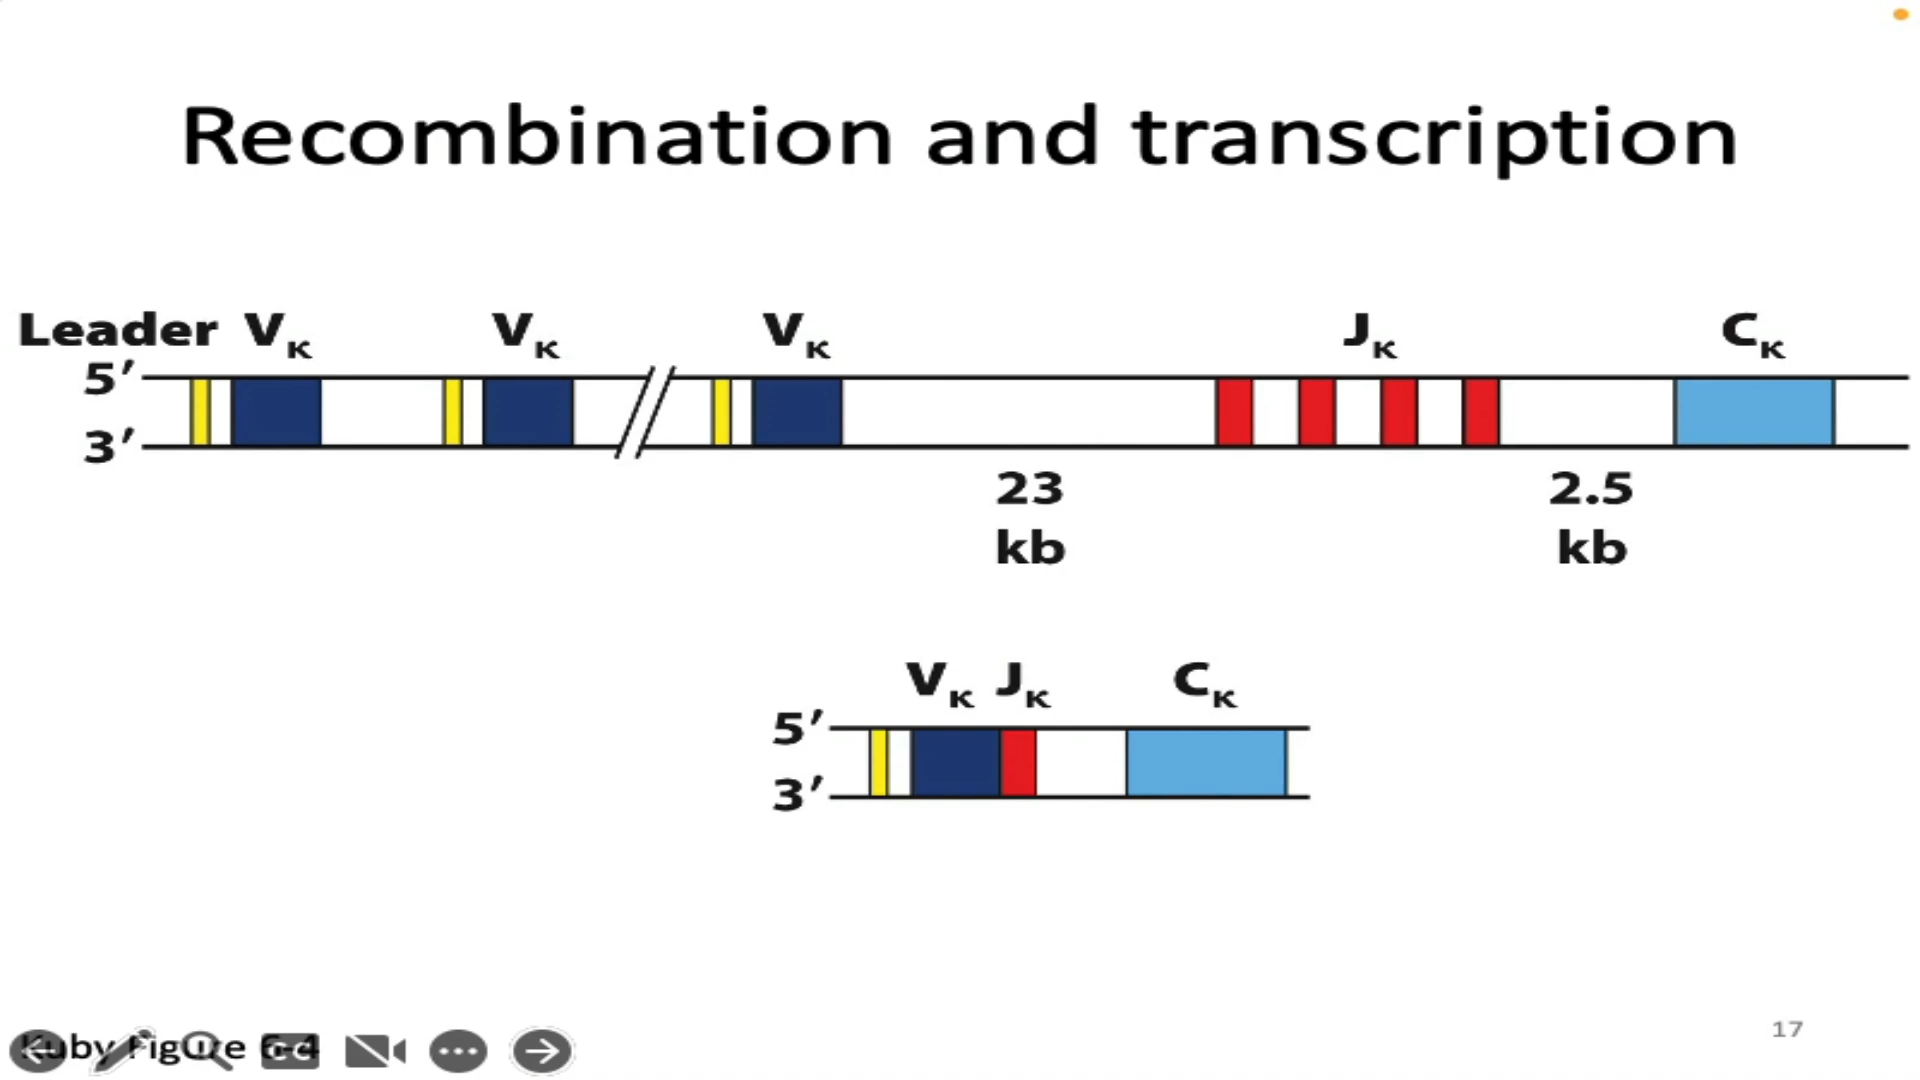 Recombination and transcription
Leader Vκ Vκ Vκ Jκ Cκ
5′
3′
23 2.5
kb kb
Vκ Jκ Cκ
5′
3′
Kuby Figure 6-4
CC
17